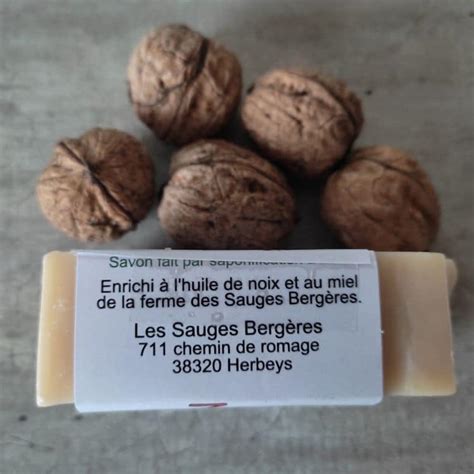 Savon fait par saponification
Enrichi à l'huile de noix et au miel
de la ferme des Sauges Bergères.
Les Sauges Bergères
711 chemin de romage
38320 Herbeys